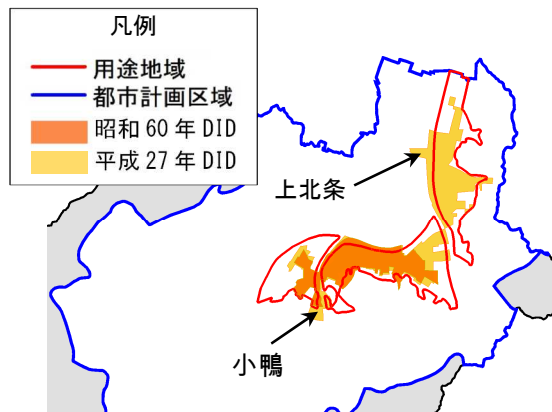 凡例
用途地域
都市計画区域
昭和 60 年 DID
平成 27 年 DID
上北条
小鴨